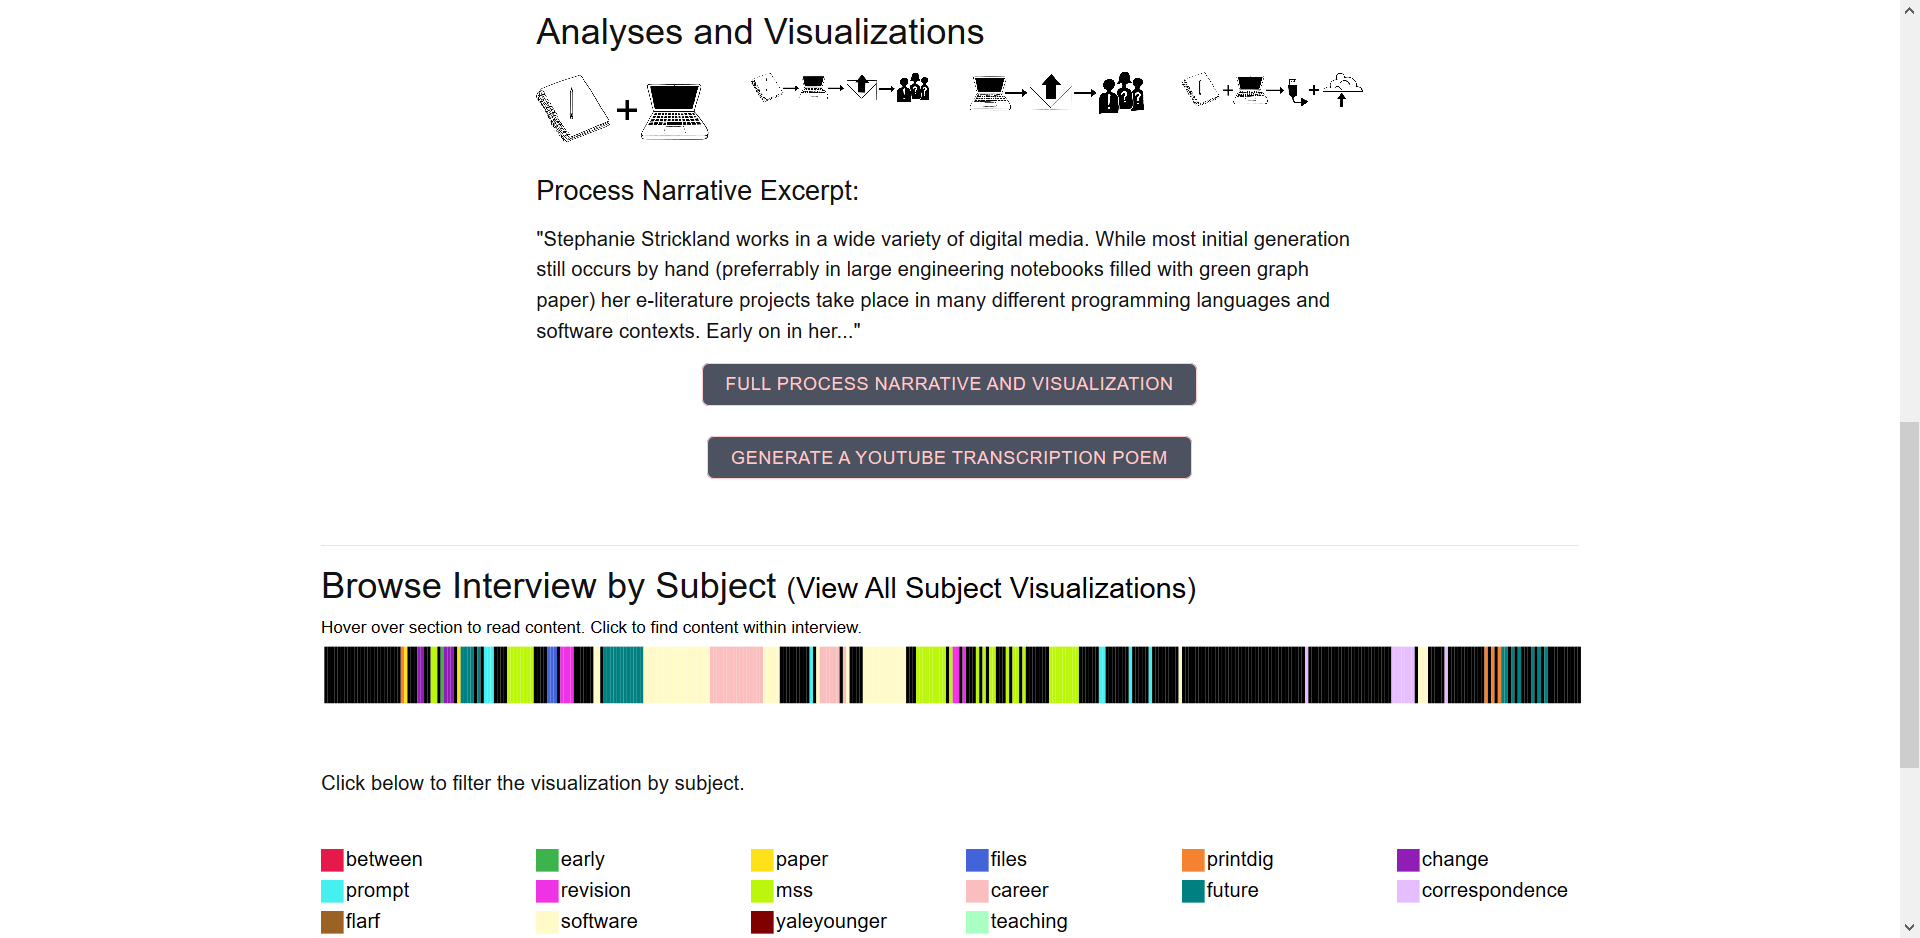 Analyses and Visualizations
Process Narrative Excerpt:
"Stephanie Strickland works in a wide variety of digital media. While most initial generation
still occurs by hand (preferrably in large engineering notebooks filled with green graph
paper) her e-literature projects take place in many different programming languages and
software contexts. Early on in her..."
FULL PROCESS NARRATIVE AND VISUALIZATION
GENERATE A YOUTUBE TRANSCRIPTION POEM
Browse Interview by Subject (View All Subject Visualizations)
Hover over section to read content. Click to find content within interview.
Click below to filter the visualization by subject.
between early paper files printdig change
prompt revision mss career future correspondence
flarf software yaleyounger teaching